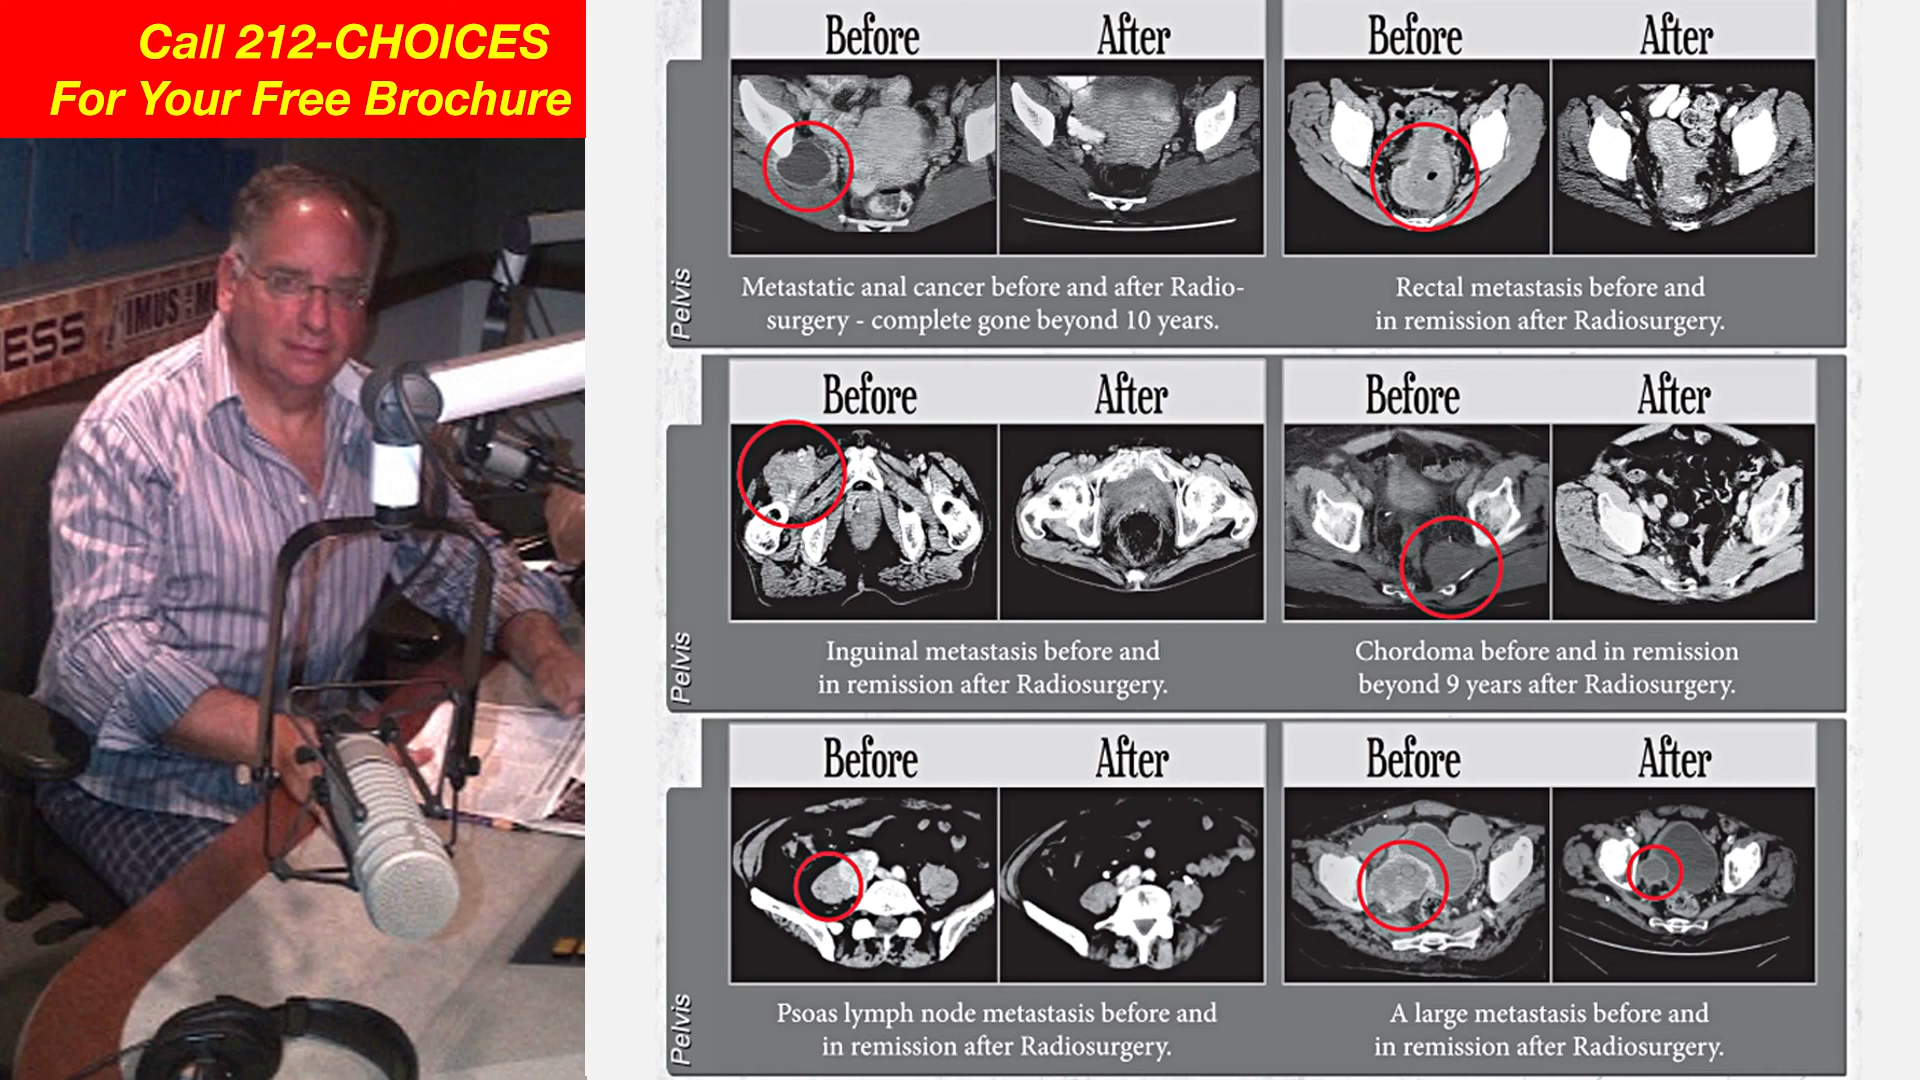 Call 212-CHOICES
For Your Free Brochure
ESS
IMUS
Before
After
Before
After
Pelvis
Metastatic anal cancer before and after Radio-
surgery - complete gone beyond 10 years.
Rectal metastasis before and
in remission after Radiosurgery.
Before
After
Before
After
Pelvis
Inguinal metastasis before and
in remission after Radiosurgery.
Chordoma before and in remission
beyond 9 years after Radiosurgery.
Before
After
Before
After
Pelvis
Psoas lymph node metastasis before and
in remission after Radiosurgery.
A large metastasis before and
in remission after Radiosurgery.